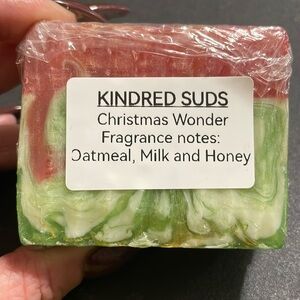 KINDRED SUDS
Christmas Wonder
Fragrance notes:
Oatmeal, Milk and Honey